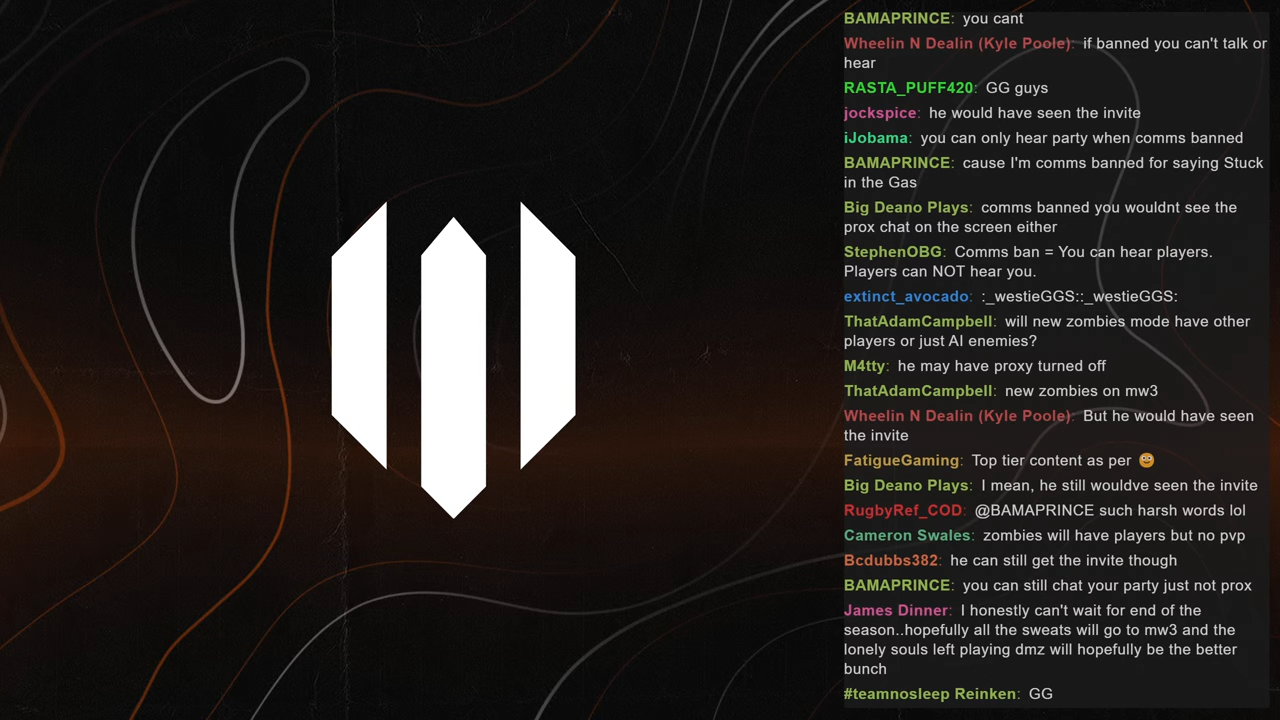 BAMAPRINCE: you cant
Wheelin N Dealin (Kyle Poole): if banned you can't talk or
hear
RASTA_PUFF420: GG guys
jockspice: he would have seen the invite
iJobama: you can only hear party when comms banned
BAMAPRINCE: cause I'm comms banned for saying Stuck
in the Gas
Big Deano Plays: comms banned you wouldnt see the
prox chat on the screen either
StephenOBG: Comms ban = You can hear players.
Players can NOT hear you.
extinct_avocado: :_westieGGS::_westieGGS:
ThatAdamCampbell: will new zombies mode have other
players or just AI enemies?
M4tty: he may have proxy turned off
ThatAdamCampbell: new zombies on mw3
Wheelin N Dealin (Kyle Poole): But he would have seen
the invite
FatigueGaming: Top tier content as per
Big Deano Plays: I mean, he still wouldve seen the invite
RugbyRef_COD: @BAMAPRINCE such harsh words lol
Cameron Swales: zombies will have players but no pvp
Bcdubbs382: he can still get the invite though
BAMAPRINCE: you can still chat your party just not prox
James Dinner: I honestly can't wait for end of the
season..hopefully all the sweats will go to mw3 and the
lonely souls left playing dmz will hopefully be the better
bunch
#teamnosleep Reinken: GG